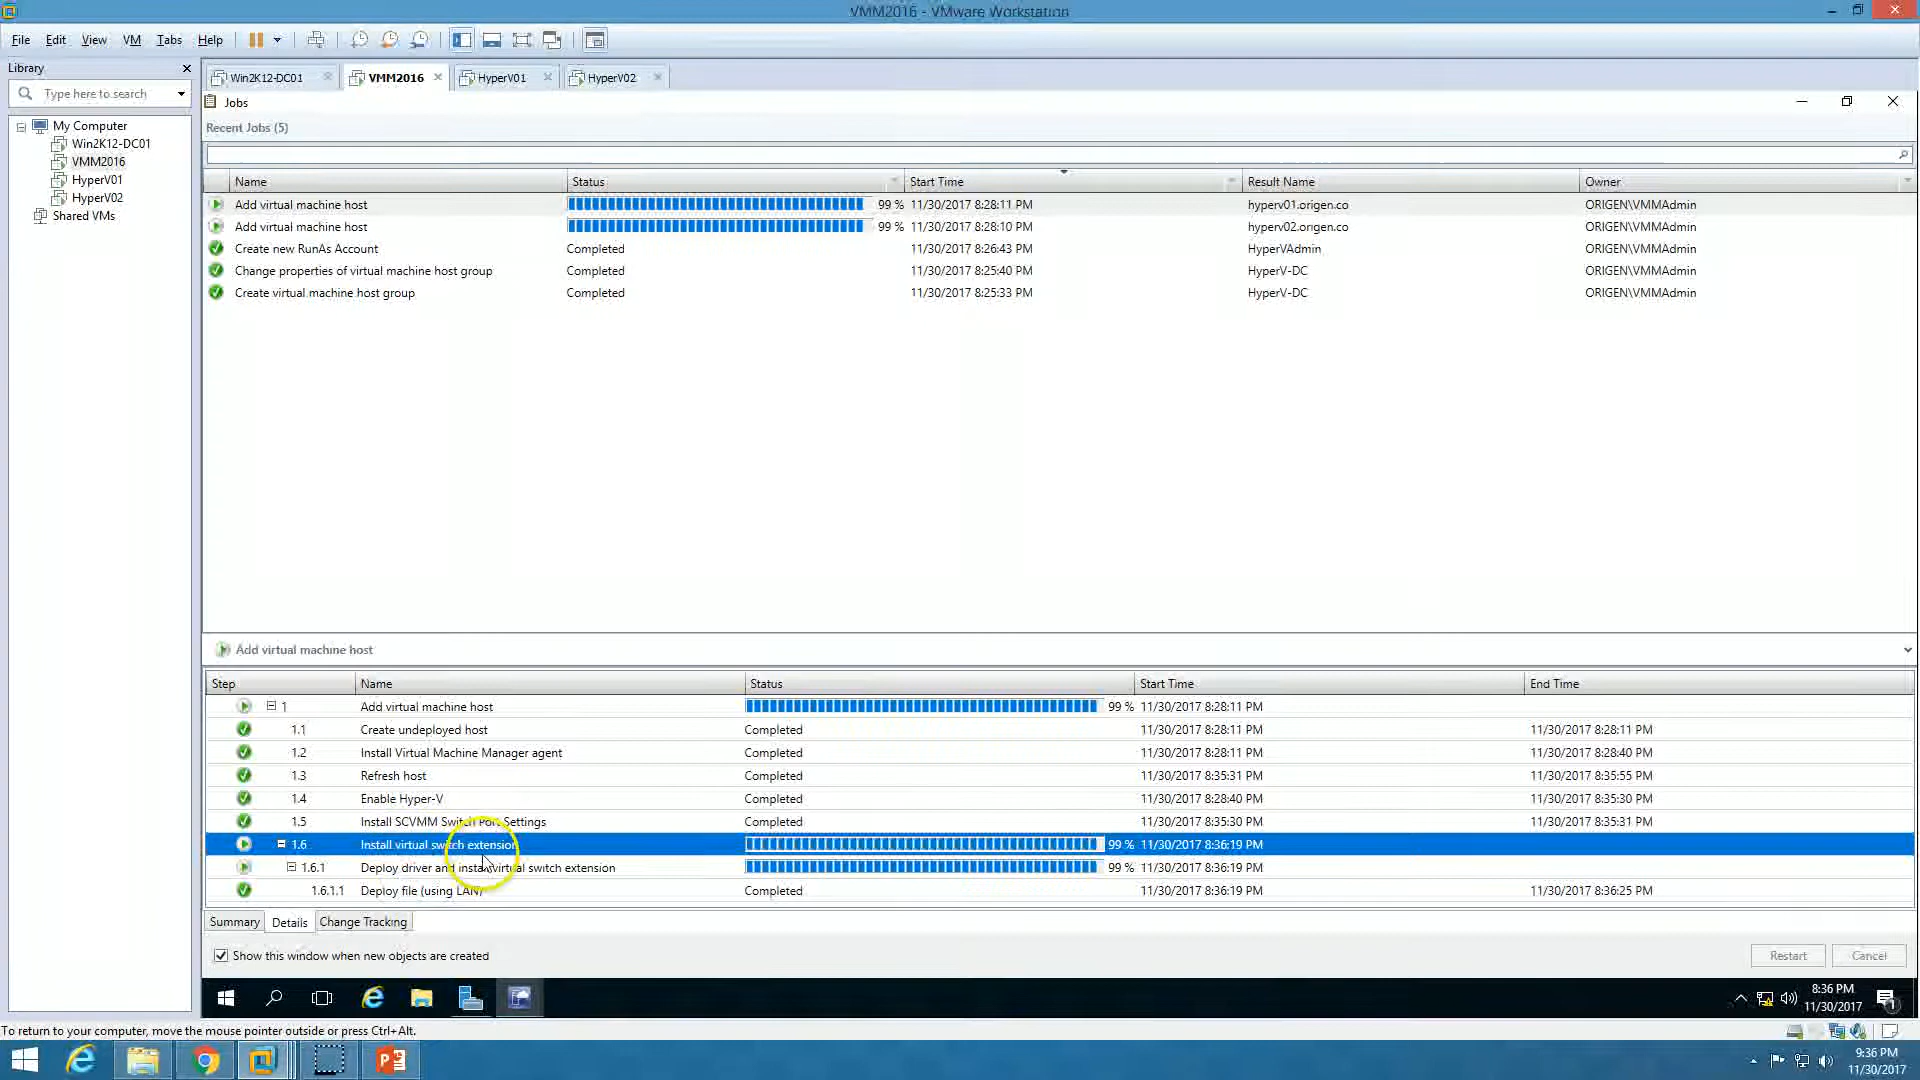 VMM2016 - VMware Workstation
File Edit View VM Tabs Help
Library
Type here to search
My Computer
Win2K12-DC01
VMM2016
HyperV01
HyperV02
Shared VMs
Win2K12-DC01 VMM2016 HyperV01 HyperV02
Jobs
Recent Jobs (5)
Name Status Start Time Result Name Owner
Add virtual machine host 99 % 11/30/2017 8:28:11 PM hyperv01.origen.co ORIGEN\VMMAdmin
Add virtual machine host 99 % 11/30/2017 8:28:10 PM hyperv02.origen.co ORIGEN\VMMAdmin
Create new RunAs Account Completed 11/30/2017 8:26:43 PM HyperVAdmin ORIGEN\VMMAdmin
Change properties of virtual machine host group Completed 11/30/2017 8:25:40 PM HyperV-DC ORIGEN\VMMAdmin
Create virtual machine host group Completed 11/30/2017 8:25:33 PM HyperV-DC ORIGEN\VMMAdmin
Add virtual machine host
Step Name Status Start Time End Time
1 Add virtual machine host 99 % 11/30/2017 8:28:11 PM
1.1 Create undeployed host Completed 11/30/2017 8:28:11 PM 11/30/2017 8:28:11 PM
1.2 Install Virtual Machine Manager agent Completed 11/30/2017 8:28:11 PM 11/30/2017 8:28:40 PM
1.3 Refresh host Completed 11/30/2017 8:35:31 PM 11/30/2017 8:35:55 PM
1.4 Enable Hyper-V Completed 11/30/2017 8:28:40 PM 11/30/2017 8:35:30 PM
1.5 Install SCVMM Switch Port Settings Completed 11/30/2017 8:35:30 PM 11/30/2017 8:35:31 PM
1.6 Install virtual switch extension 99 % 11/30/2017 8:36:19 PM
1.6.1 Deploy driver and install virtual switch extension 99 % 11/30/2017 8:36:19 PM
1.6.1.1 Deploy file (using LAN) Completed 11/30/2017 8:36:19 PM 11/30/2017 8:36:25 PM
Summary Details Change Tracking
Show this window when new objects are created
Restart Cancel
8:36 PM
11/30/2017
1
To return to your computer, move the mouse pointer outside or press Ctrl+Alt.
9:36 PM
11/30/2017